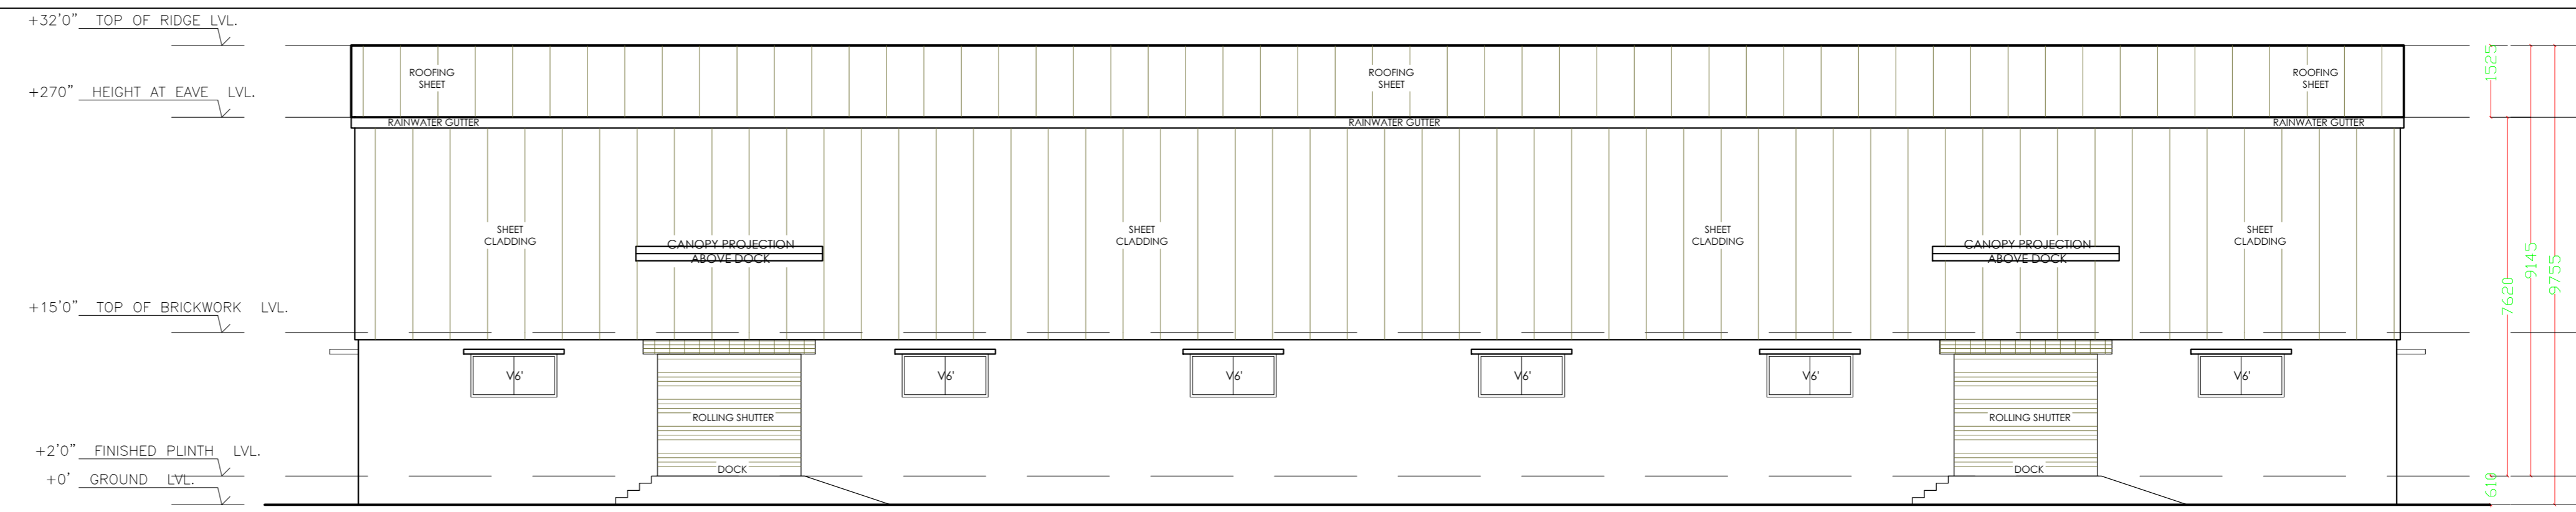 +32'0" TOP OF RIDGE LVL.
1525
ROOFING
SHEET
ROOFING
SHEET
ROOFING
SHEET
+270" HEIGHT AT EAVE LVL.
RAINWATER GUTTER
RAINWATER GUTTER
RAINWATER GUTTER
SHEET
CLADDING
CANOPY PROJECTION
ABOVE DOCK
SHEET
CLADDING
SHEET
CLADDING
CANOPY PROJECTION
ABOVE DOCK
SHEET
CLADDING
7620
9145
9755
+15'0" TOP OF BRICKWORK LVL.
V6'
V6'
V6'
V6'
V6'
V6'
ROLLING SHUTTER
ROLLING SHUTTER
+2'0" FINISHED PLINTH LVL.
DOCK
DOCK
+0' GROUND LVL.
610